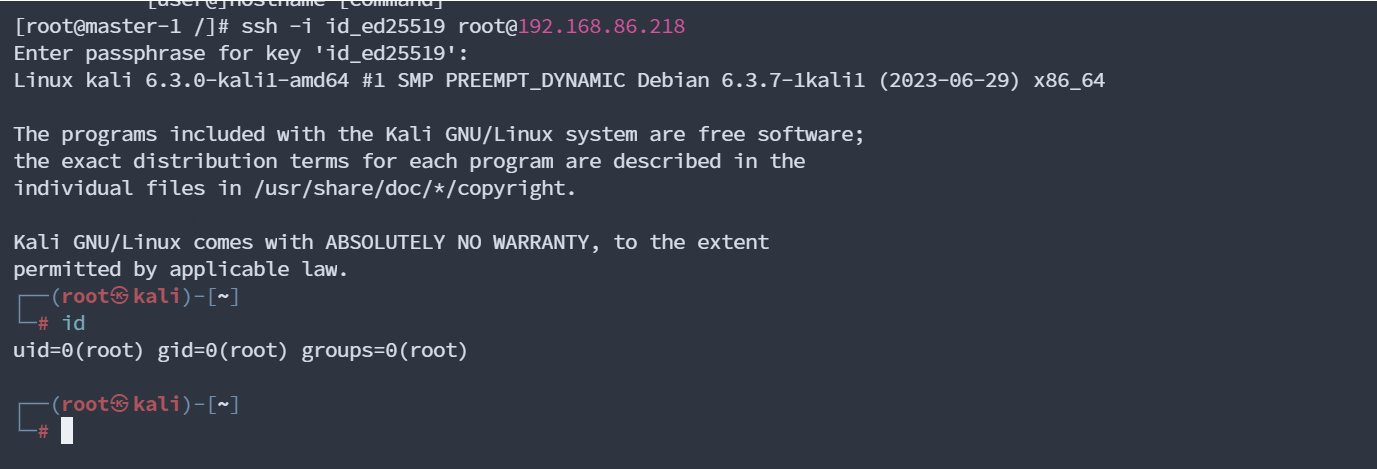 [user@]hostname [command]
[root@master-1 /]# ssh -i id_ed25519 root@192.168.86.218
Enter passphrase for key 'id_ed25519':
Linux kali 6.3.0-kali1-amd64 #1 SMP PREEMPT_DYNAMIC Debian 6.3.7-1kali1 (2023-06-29) x86_64
The programs included with the Kali GNU/Linux system are free software;
the exact distribution terms for each program are described in the
individual files in /usr/share/doc/*/copyright.
Kali GNU/Linux comes with ABSOLUTELY NO WARRANTY, to the extent
permitted by applicable law.
┌──(root㉿kali)-[~]
└─# id
uid=0(root) gid=0(root) groups=0(root)
┌──(root㉿kali)-[~]
└─#